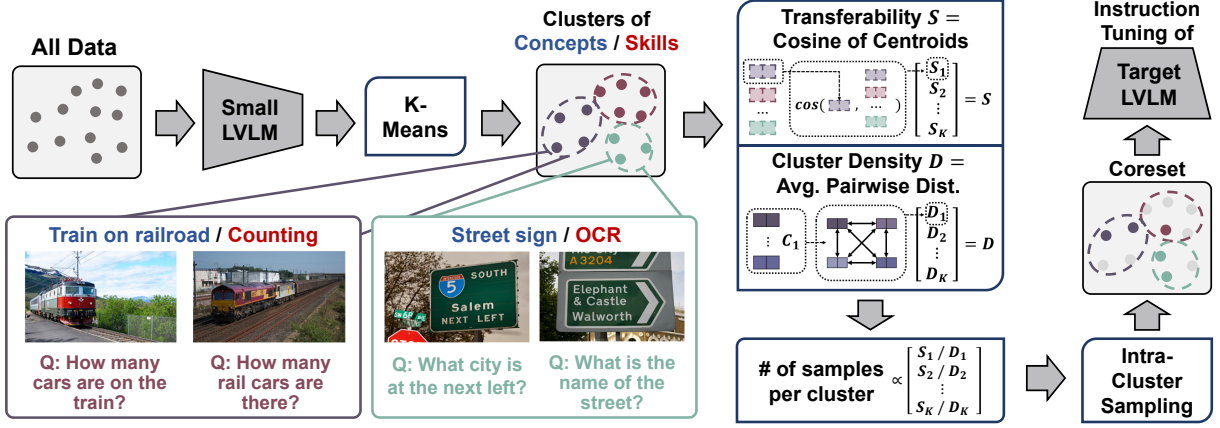 All Data
Small
LVLM
K-
Means
Clusters of
Concepts / Skills
Transferability S =
Cosine of Centroids
cos( , ... )
S1
S2
⋮
SK
= S
Cluster Density D =
Avg. Pairwise Dist.
⋮ C1
D1
D2
⋮
DK
= D
# of samples
per cluster
∝
S1 / D1
S2 / D2
⋮
SK / DK
Intra-
Cluster
Sampling
Coreset
Instruction
Tuning of
Target
LVLM
Train on railroad / Counting
Q: How many
cars are on the
train?
Q: How many
rail cars are
there?
Street sign / OCR
5
SOUTH
Salem
NEXT LEFT
A3204
Elephant
& Castle
Walworth
Q: What city is
at the next left?
Q: What is the
name of the
street?